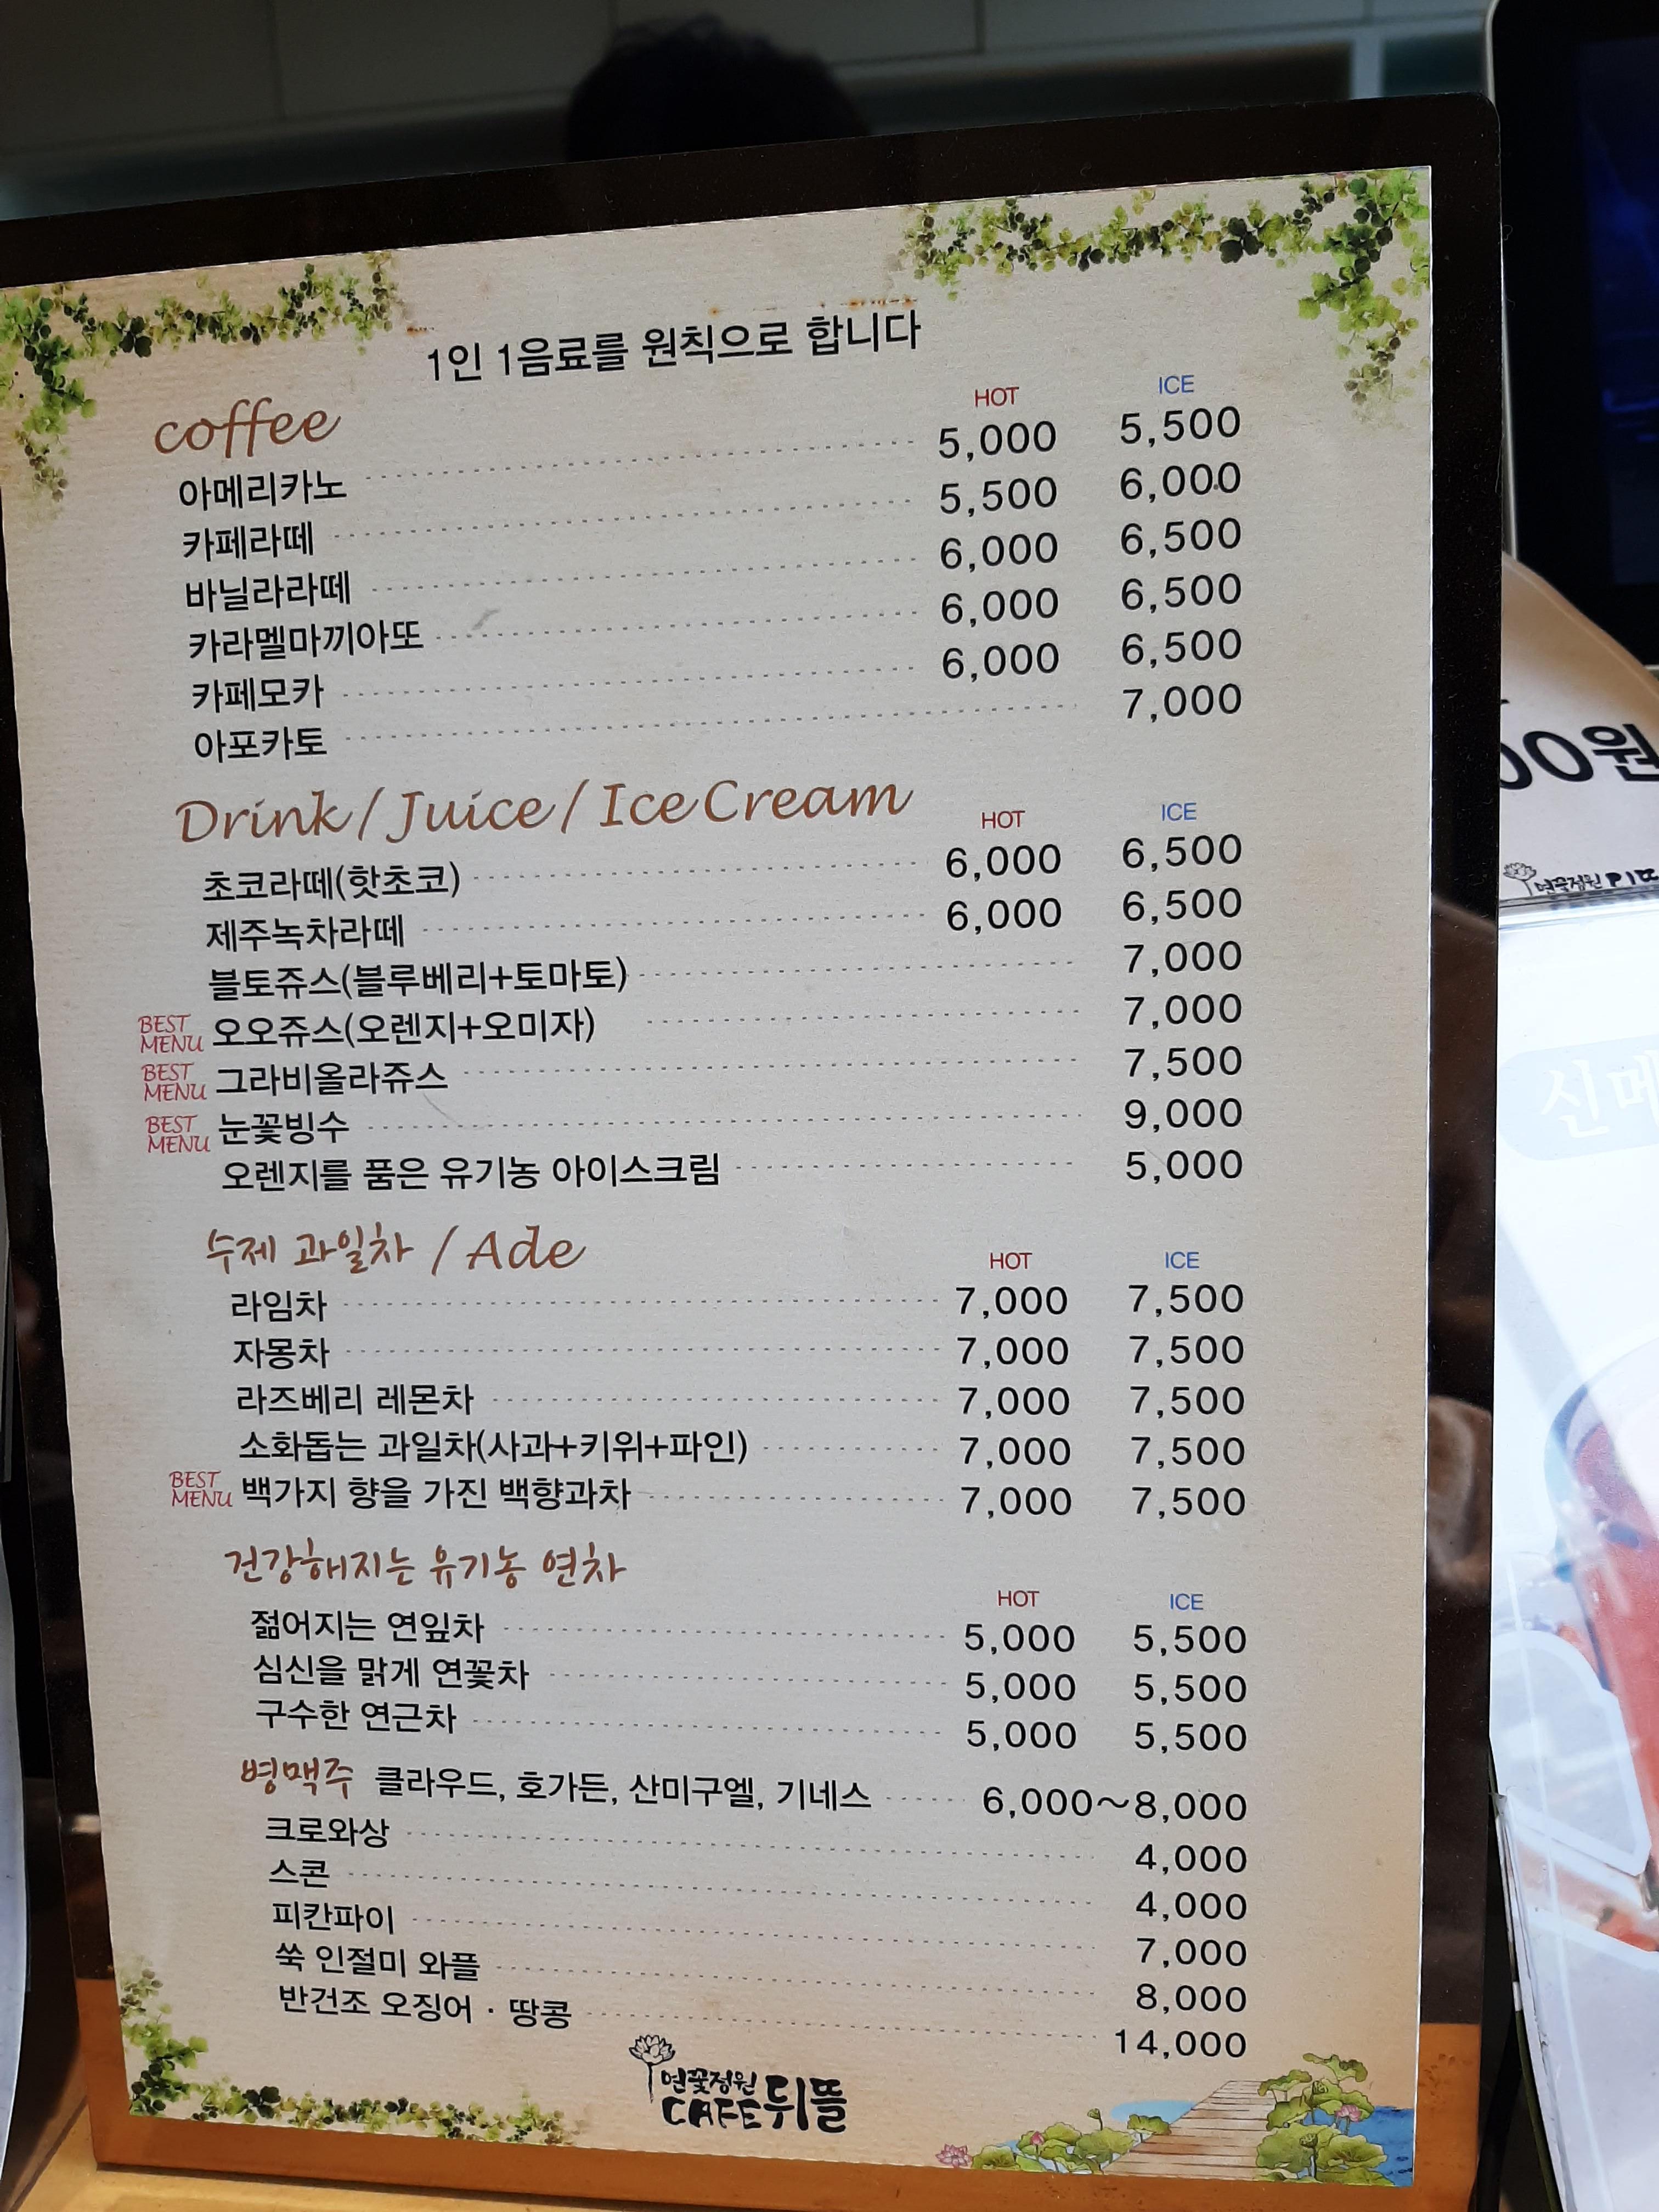 1인 1음료를 원칙으로 합니다
coffee HOT ICE
아메리카노 5,000 5,500
카페라떼 5,500 6,000
바닐라라떼 6,000 6,500
카라멜마끼아또 6,000 6,500
카페모카 6,000 6,500
아포카토 7,000
Drink / Juice / Ice Cream HOT ICE
초코라떼(핫초코) 6,000 6,500
제주녹차라떼 6,000 6,500
블토쥬스(블루베리+토마토) 7,000
BEST MENU 오오쥬스(오렌지+오미자) 7,000
BEST MENU 그라비올라쥬스 7,500
BEST MENU 눈꽃빙수 9,000
오렌지를 품은 유기농 아이스크림 5,000
수제 과일차 / Ade HOT ICE
라임차 7,000 7,500
자몽차 7,000 7,500
라즈베리 레몬차 7,000 7,500
소화돕는 과일차(사과+키위+파인) 7,000 7,500
BEST MENU 백가지 향을 가진 백향과차 7,000 7,500
건강해지는 유기농 연차 HOT ICE
젊어지는 연잎차 5,000 5,500
심신을 맑게 연꽃차 5,000 5,500
구수한 연근차 5,000 5,500
병맥주 클라우드, 호가든, 산미구엘, 기네스 6,000~8,000
크로와상 4,000
스콘 4,000
피칸파이 7,000
쑥 인절미 와플 8,000
반건조 오징어 · 땅콩 14,000
연꽃정원
CAFE 뒤뜰
00원
연꽃정원
신메